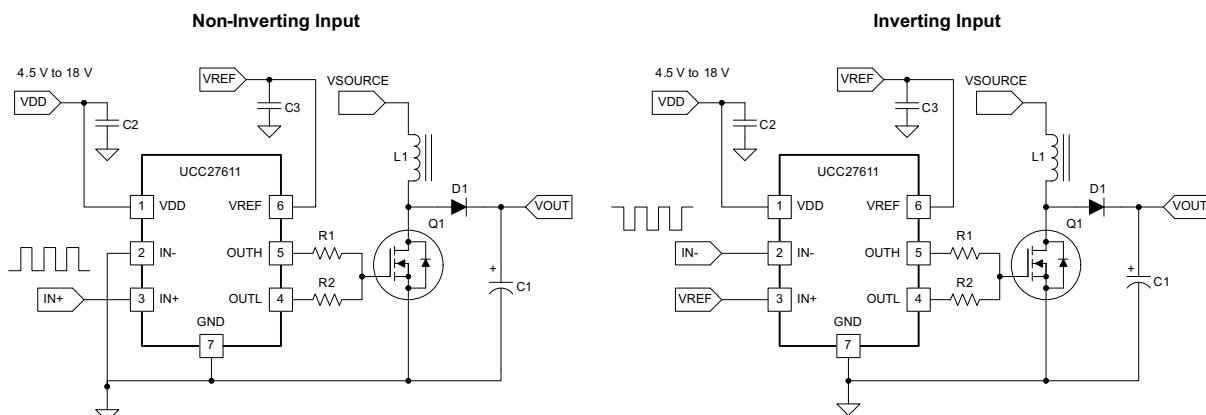 Non-Inverting Input
4.5 V to 18 V
VDD
C2
VREF
C3
VSOURCE
L1
UCC27611
1 VDD
VREF 6
D1
VOUT
Q1
2 IN-
OUTH 5
R1
IN+
3 IN+
OUTL 4
R2
+
C1
GND
7
Inverting Input
4.5 V to 18 V
VDD
C2
VREF
C3
VSOURCE
L1
UCC27611
1 VDD
VREF 6
D1
VOUT
Q1
IN-
2 IN-
OUTH 5
R1
VREF
3 IN+
OUTL 4
R2
+
C1
GND
7